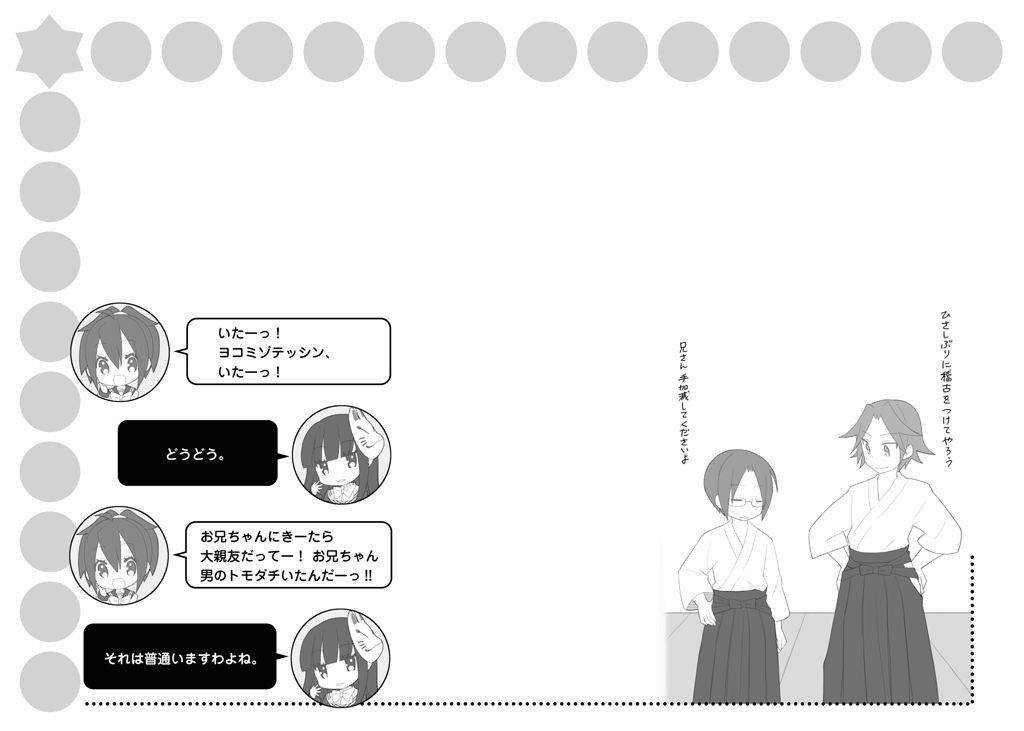 いたーっ！
ヨコミゾテッシン、
いたーっ！
どうどう。
お兄ちゃんにきーたら
大親友だってー！ お兄ちゃん
男のトモダチいたんだーっ!!
それは普通いますわよね。
ひさしぶりに稽古をつけてやろう
兄さん 手加減してくださいよ